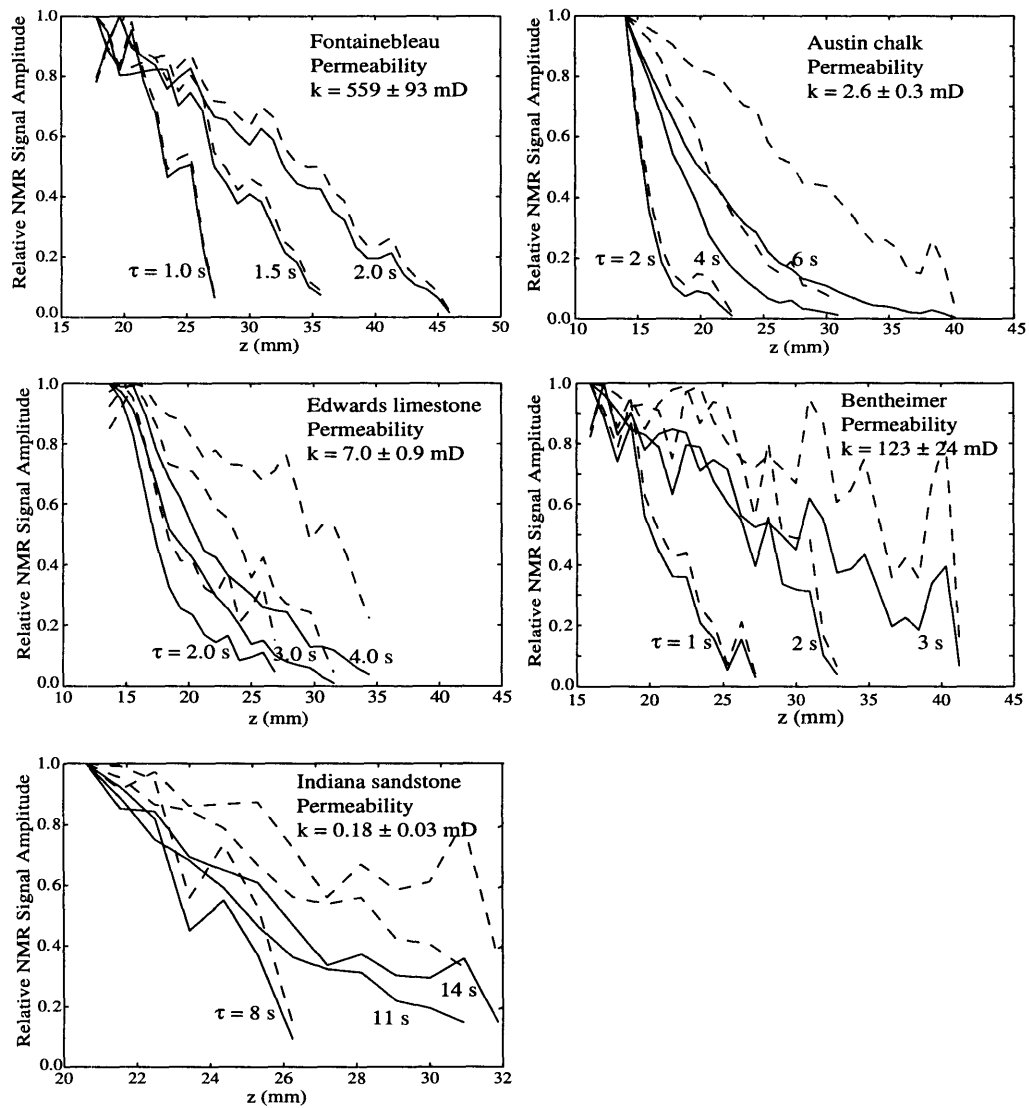 Relative NMR Signal Amplitude
1.0
0.8
0.6
0.4
0.2
0.0
Fontainebleau
Permeability
k = 559 ± 93 mD
τ = 1.0 s
1.5 s
2.0 s
15 20 25 30 35 40 45 50
z (mm)
Relative NMR Signal Amplitude
1.0
0.8
0.6
0.4
0.2
0.0
Austin chalk
Permeability
k = 2.6 ± 0.3 mD
τ = 2 s
4 s
6 s
10 15 20 25 30 35 40 45
z (mm)
Relative NMR Signal Amplitude
1.0
0.8
0.6
0.4
0.2
0.0
Edwards limestone
Permeability
k = 7.0 ± 0.9 mD
τ = 2.0 s
3.0 s
4.0 s
10 15 20 25 30 35 40 45
z (mm)
Relative NMR Signal Amplitude
1.0
0.8
0.6
0.4
0.2
0.0
Bentheimer
Permeability
k = 123 ± 24 mD
τ = 1 s
2 s
3 s
15 20 25 30 35 40 45
z (mm)
Relative NMR Signal Amplitude
1.0
0.8
0.6
0.4
0.2
0.0
Indiana sandstone
Permeability
k = 0.18 ± 0.03 mD
τ = 8 s
11 s
14 s
20 22 24 26 28 30 32
z (mm)